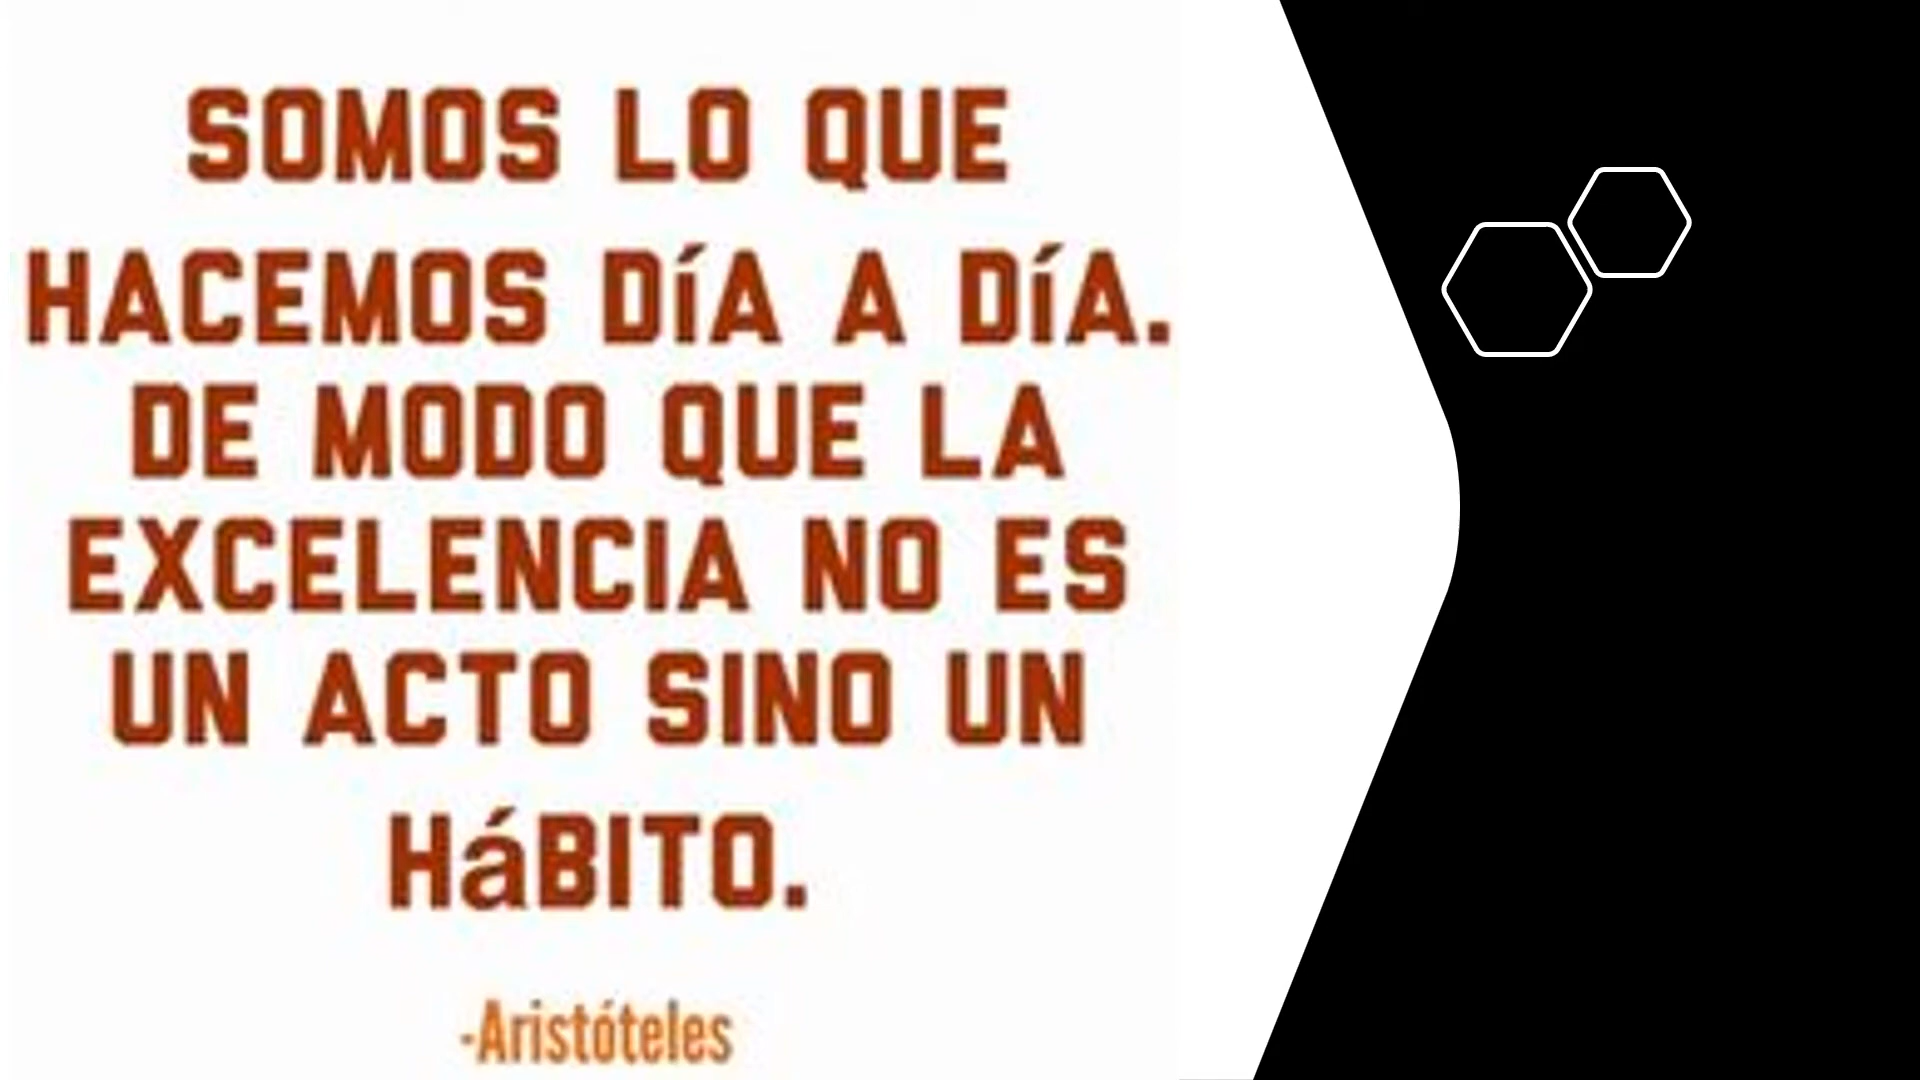 SOMOS LO QUE
HACEMOS DíA A DíA.
DE MODO QUE LA
EXCELENCIA NO ES
UN ACTO SINO UN
HáBITO.
-Aristóteles